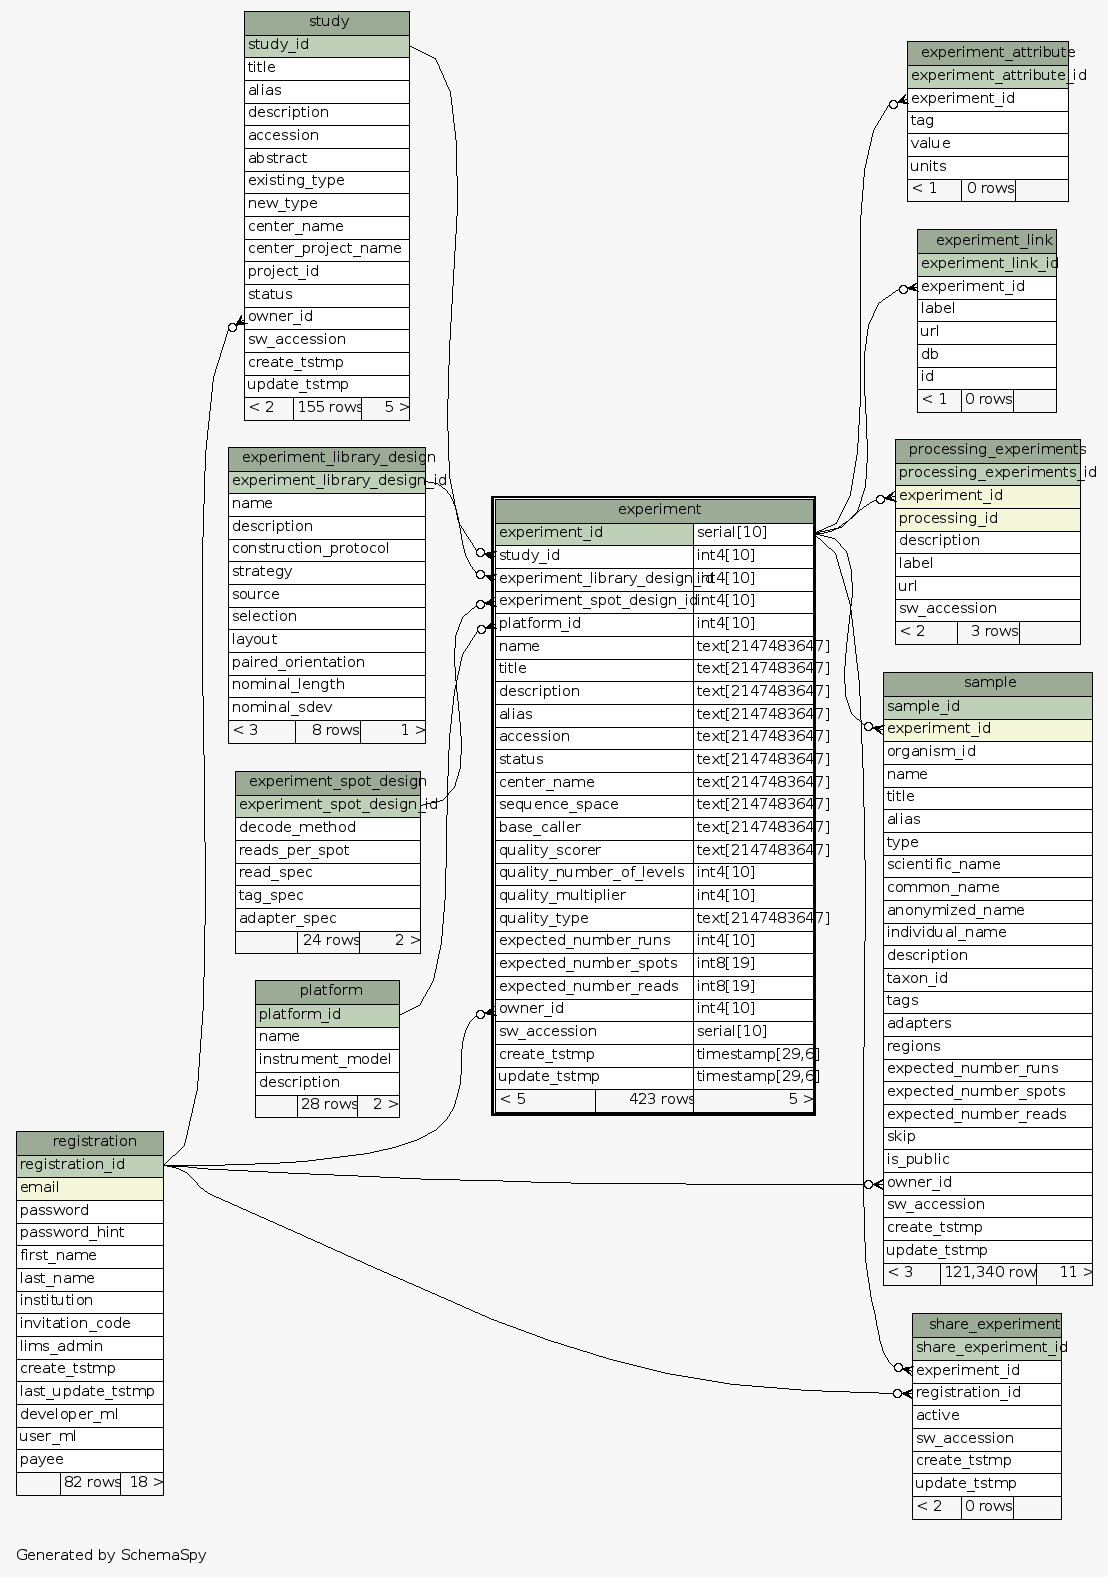 study
study_id
title
alias
description
accession
abstract
existing_type
new_type
center_name
center_project_name
project_id
status
owner_id
sw_accession
create_tstmp
update_tstmp
< 2 155 rows 5 >
experiment_library_design
experiment_library_design_id
name
description
construction_protocol
strategy
source
selection
layout
paired_orientation
nominal_length
nominal_sdev
< 3 8 rows 1 >
experiment_spot_design
experiment_spot_design_id
decode_method
reads_per_spot
read_spec
tag_spec
adapter_spec
24 rows 2 >
platform
platform_id
name
instrument_model
description
28 rows 2 >
registration
registration_id
email
password
password_hint
first_name
last_name
institution
invitation_code
lims_admin
create_tstmp
last_update_tstmp
developer_ml
user_ml
payee
82 rows 18 >
experiment
experiment_id serial[10]
study_id int4[10]
experiment_library_design_id int4[10]
experiment_spot_design_id int4[10]
platform_id int4[10]
name text[2147483647]
title text[2147483647]
description text[2147483647]
alias text[2147483647]
accession text[2147483647]
status text[2147483647]
center_name text[2147483647]
sequence_space text[2147483647]
base_caller text[2147483647]
quality_scorer text[2147483647]
quality_number_of_levels int4[10]
quality_multiplier int4[10]
quality_type text[2147483647]
expected_number_runs int4[10]
expected_number_spots int8[19]
expected_number_reads int8[19]
owner_id int4[10]
sw_accession serial[10]
create_tstmp timestamp[29,6]
update_tstmp timestamp[29,6]
< 5 423 rows 5 >
experiment_attribute
experiment_attribute_id
experiment_id
tag
value
units
< 1 0 rows
experiment_link
experiment_link_id
experiment_id
label
url
db
id
< 1 0 rows
processing_experiments
processing_experiments_id
experiment_id
processing_id
description
label
url
sw_accession
< 2 3 rows
sample
sample_id
experiment_id
organism_id
name
title
alias
type
scientific_name
common_name
anonymized_name
individual_name
description
taxon_id
tags
adapters
regions
expected_number_runs
expected_number_spots
expected_number_reads
skip
is_public
owner_id
sw_accession
create_tstmp
update_tstmp
< 3 121,340 row 11 >
share_experiment
share_experiment_id
experiment_id
registration_id
active
sw_accession
create_tstmp
update_tstmp
< 2 0 rows
Generated by SchemaSpy